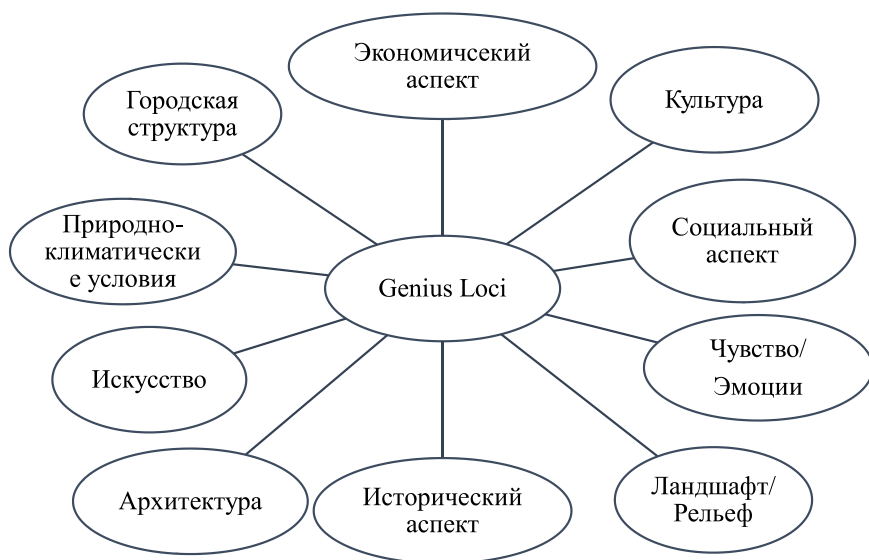 Экономичсекий
аспект
Городская
структура
Культура
Природно-
климатически
е условия
Социальный
аспект
Genius Loci
Чувство/
Эмоции
Искусство
Архитектура
Исторический
аспект
Ландшафт/
Рельеф